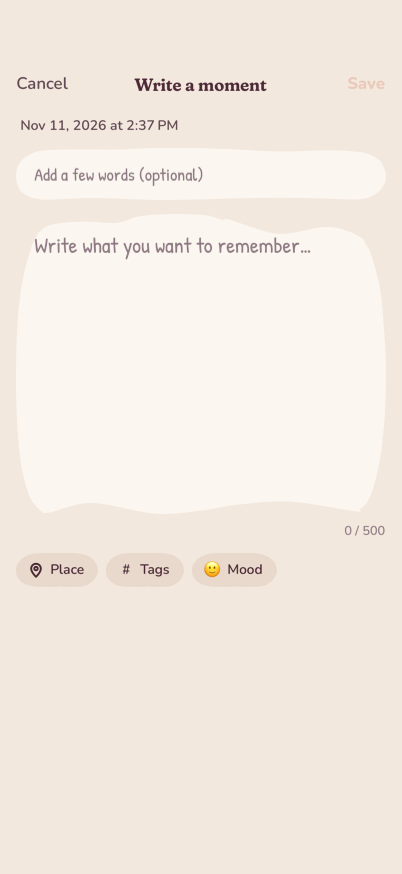 Cancel Write a moment Save
Nov 11, 2026 at 2:37 PM
Add a few words (optional)
Write what you want to remember...
0 / 500
Place # Tags Mood